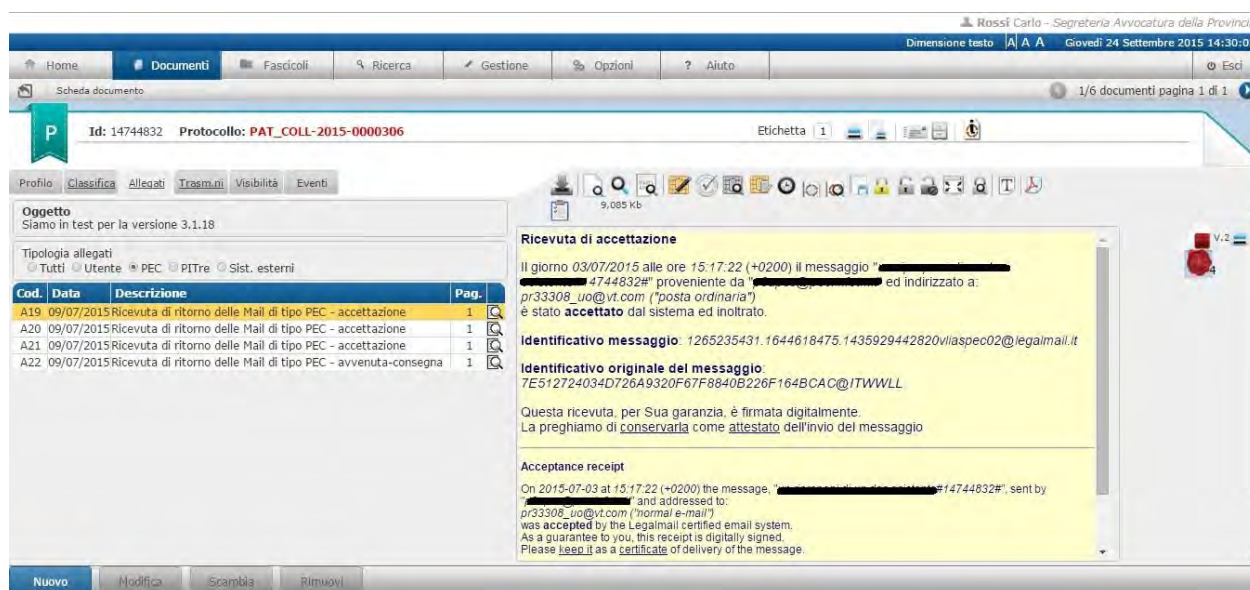 Rossi Carlo - Segreteria Avvocatura della Provinci
Dimensione testo A A A Giovedì 24 Settembre 2015 14:30:0
Home Documenti Fascicoli Ricerca Gestione Opzioni ? Aiuto Esci
Scheda documento 1/6 documenti pagina 1 di 1
P Id: 14744832 Protocollo: PAT_COLL-2015-0000306 Etichetta 1
Profilo Classifica Allegati Trasm.ni Visibilità Eventi
9,085 Kb
Oggetto
Siamo in test per la versione 3.1.18
Tipologia allegati
Tutti Utente PEC PITre Sist. esterni
Cod. Data Descrizione Pag.
A19 09/07/2015 Ricevuta di ritorno delle Mail di tipo PEC - accettazione 1
A20 09/07/2015 Ricevuta di ritorno delle Mail di tipo PEC - accettazione 1
A21 09/07/2015 Ricevuta di ritorno delle Mail di tipo PEC - accettazione 1
A22 09/07/2015 Ricevuta di ritorno delle Mail di tipo PEC - avvenuta-consegna 1
Ricevuta di accettazione
Il giorno 03/07/2015 alle ore 15:17:22 (+0200) il messaggio "
4744832#" proveniente da " ed indirizzato a:
pr33308_uo@vt.com ("posta ordinaria")
è stato accettato dal sistema ed inoltrato.
Identificativo messaggio: 1265235431.1644618475.1435929442820vliaspec02@legalmail.it
Identificativo originale del messaggio:
7E512724034D726A9320F67F8840B226F164BCAC@ITWWLL
Questa ricevuta, per Sua garanzia, è firmata digitalmente.
La preghiamo di conservarla come attestato dell'invio del messaggio
Acceptance receipt
On 2015-07-03 at 15:17:22 (+0200) the message, " #14744832#", sent by
" " and addressed to:
pr33308_uo@vt.com ("normal e-mail")
was accepted by the Legalmail certified email system.
As a guarantee to you, this receipt is digitally signed.
Please keep it as a certificate of delivery of the message.
V.2
4
Nuovo Modifica Scambia Rimuovi